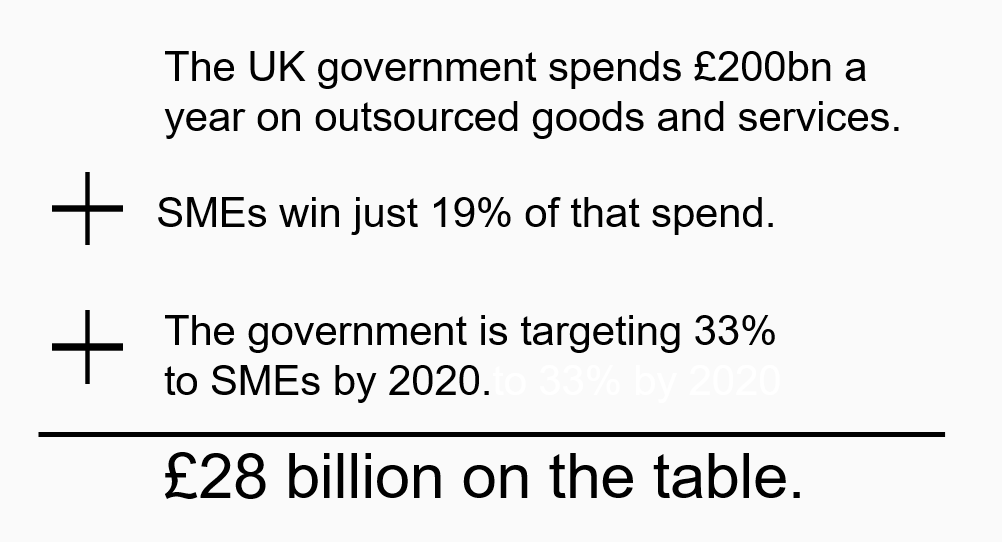 The UK government spends £200bn a
year on outsourced goods and services.
SMEs win just 19% of that spend.
The government is targeting 33%
to SMEs by 2020.to 33% by 2020
£28 billion on the table.